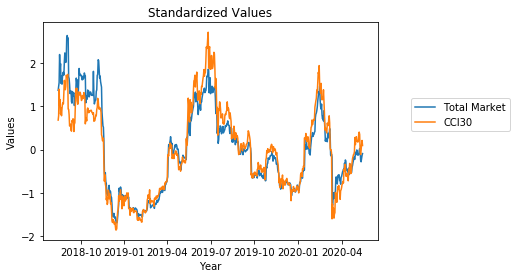 Standardized Values
Values
2
1
0
−1
−2
2018-10 2019-01 2019-04 2019-07 2019-10 2020-01 2020-04
Year
Total Market
CCI30